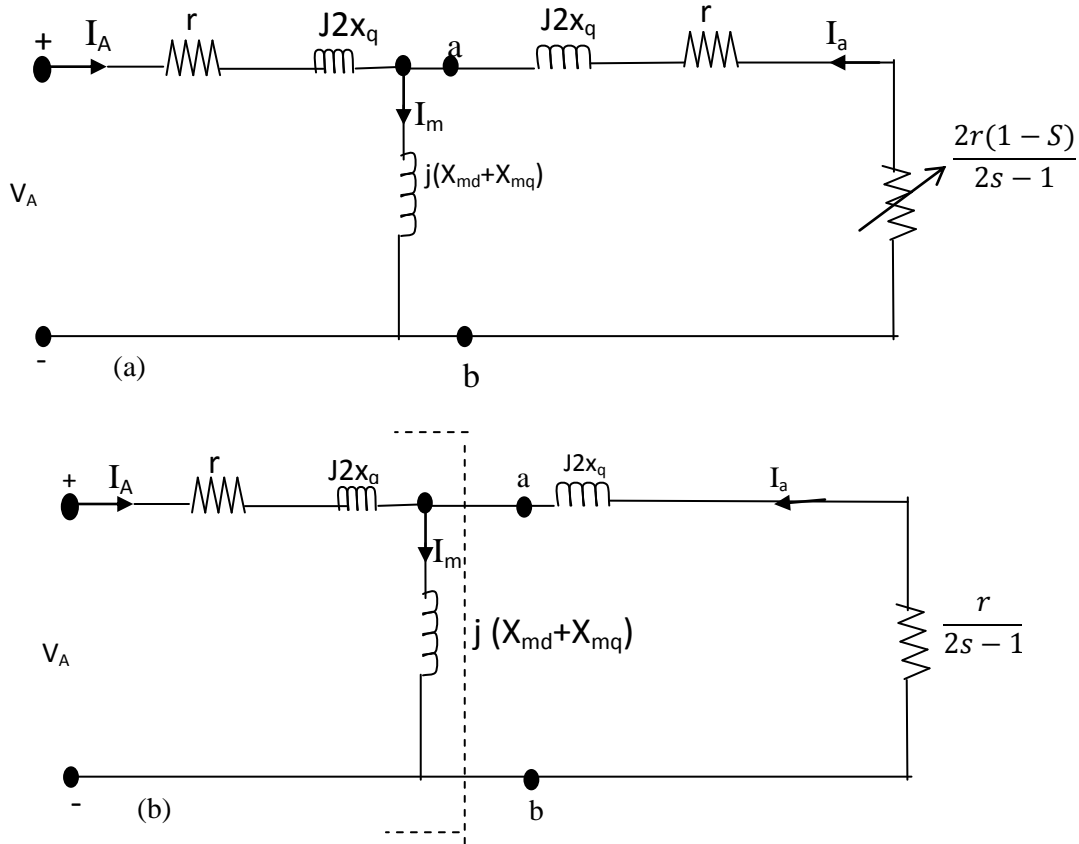 + I_A r J2x_q a J2x_q r I_a
I_m
j(X_md+X_mq)
2r(1 − S)
2s − 1
V_A
-
(a)
b
+ I_A r J2x_q a J2x_q I_a
I_m
j (X_md+X_mq)
r
2s − 1
V_A
-
(b)
b